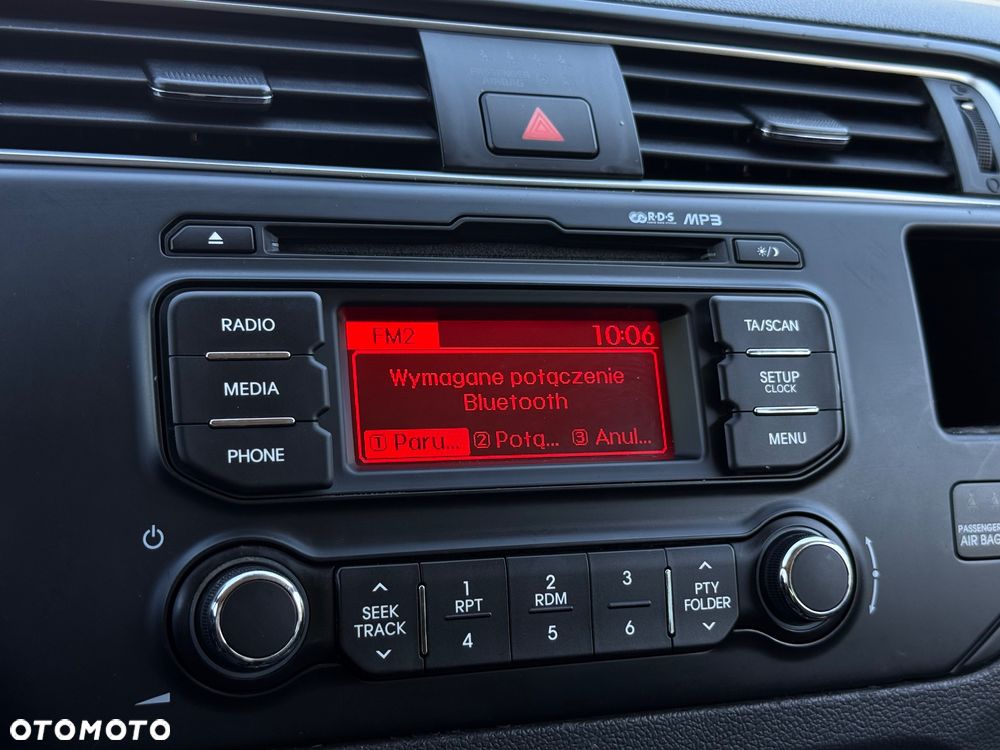 R·D·S MP3
RADIO
MEDIA
PHONE
FM2 10:06
Wymagane połączenie
Bluetooth
1 Paru... 2 Połą... 3 Anul...
TA/SCAN
SETUP
CLOCK
MENU
SEEK
TRACK
1
RPT
4
2
RDM
5
3
6
PTY
FOLDER
PASSENGER
AIR BAG
OTOMOTO